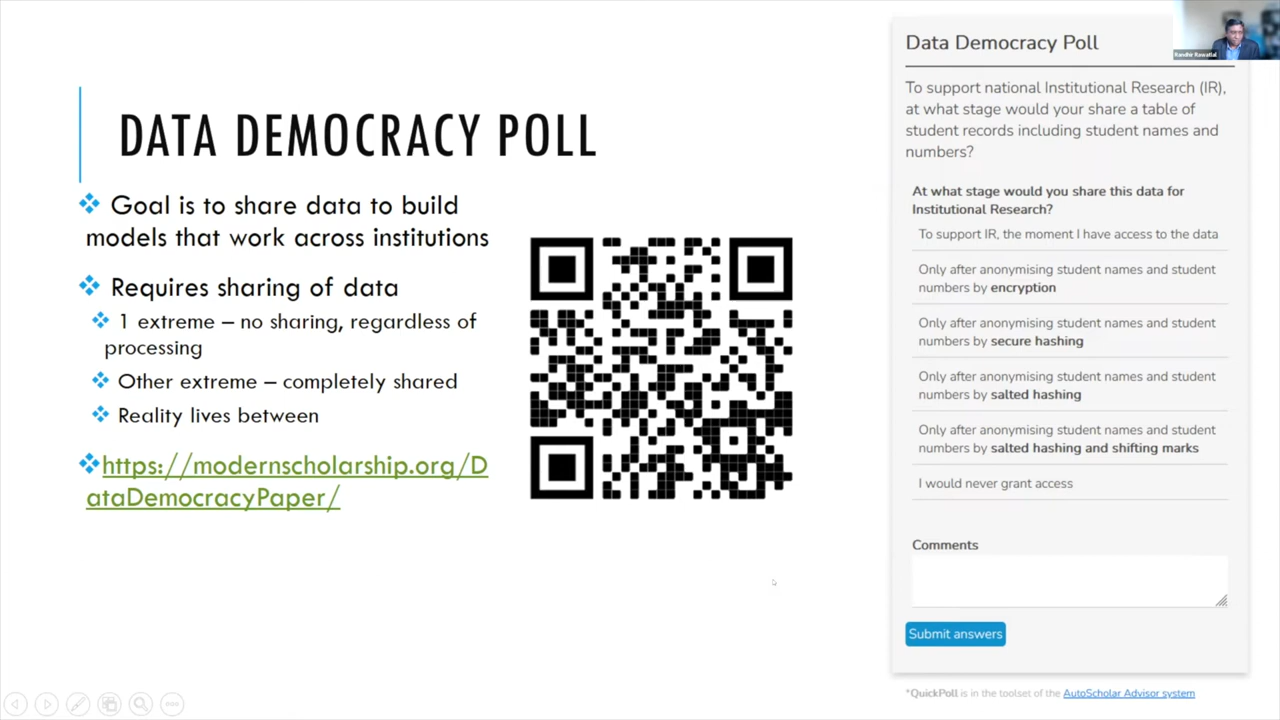 DATA DEMOCRACY POLL
❖ Goal is to share data to build
models that work across institutions
❖ Requires sharing of data
❖ 1 extreme – no sharing, regardless of
processing
❖ Other extreme – completely shared
❖ Reality lives between
❖https://modernscholarship.org/D
ataDemocracyPaper/
Data Democracy Poll
To support national Institutional Research (IR),
at what stage would your share a table of
student records including student names and
numbers?
At what stage would you share this data for
Institutional Research?
To support IR, the moment I have access to the data
Only after anonymising student names and student
numbers by encryption
Only after anonymising student names and student
numbers by secure hashing
Only after anonymising student names and student
numbers by salted hashing
Only after anonymising student names and student
numbers by salted hashing and shifting marks
I would never grant access
Comments
Submit answers
*QuickPoll is in the toolset of the AutoScholar Advisor system
Randhir Rawatlal